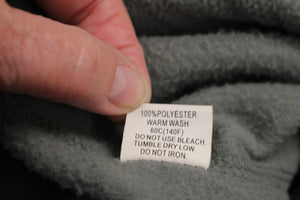 100%POLYESTER
WARM WASH
60C(140F)
DO NOT USE BLEACH
TUMBLE DRY LOW
DO NOT IRON.